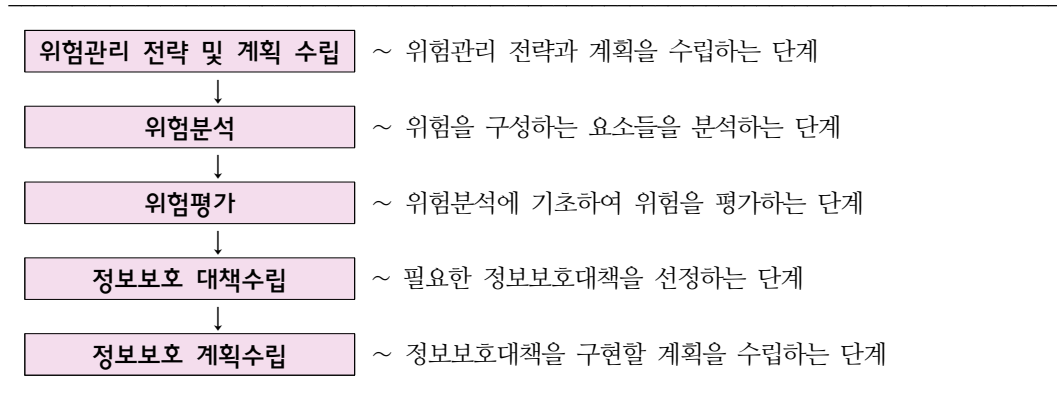 위험관리 전략 및 계획 수립 ~ 위험관리 전략과 계획을 수립하는 단계
↓
위험분석 ~ 위험을 구성하는 요소들을 분석하는 단계
↓
위험평가 ~ 위험분석에 기초하여 위험을 평가하는 단계
↓
정보보호 대책수립 ~ 필요한 정보보호대책을 선정하는 단계
↓
정보보호 계획수립 ~ 정보보호대책을 구현할 계획을 수립하는 단계